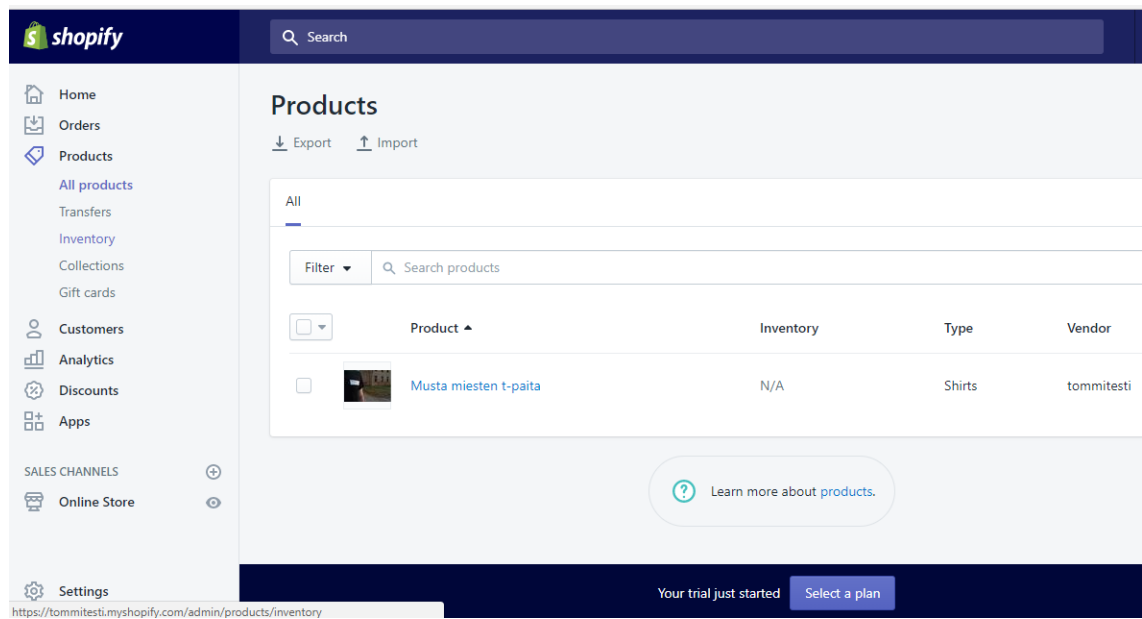 shopify
Search
Home
Orders
Products
All products
Transfers
Inventory
Collections
Gift cards
Customers
Analytics
Discounts
Apps
SALES CHANNELS
Online Store
Settings
https://tommitesti.myshopify.com/admin/products/inventory
Products
Export Import
All
Filter Search products
Product Inventory Type Vendor
Musta miesten t-paita N/A Shirts tommitesti
? Learn more about products.
Your trial just started Select a plan